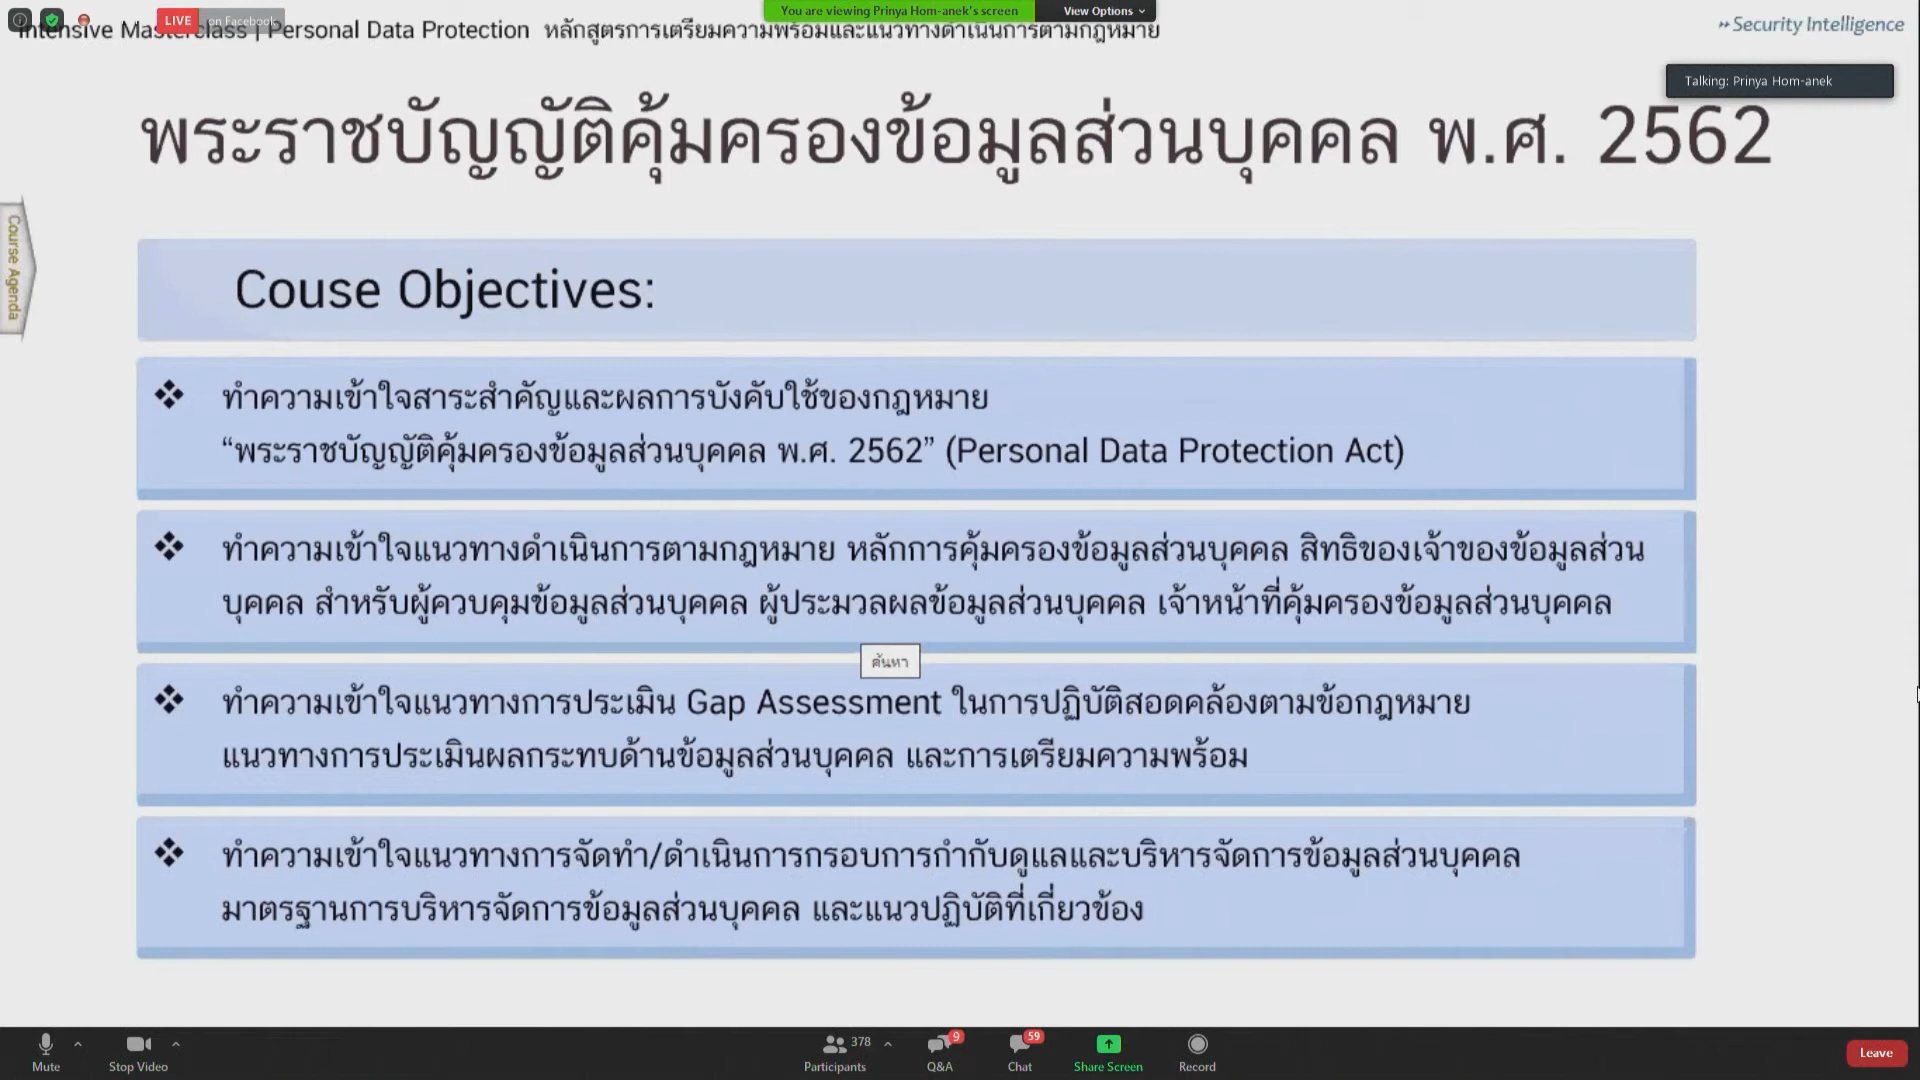 LIVE on Facebook
You are viewing Prinya Hom-anek's screen View Options
Intensive Masterclass | Personal Data Protection หลักสูตรการเตรียมความพร้อมและแนวทางดำเนินการตามกฎหมาย
Security Intelligence
Talking: Prinya Hom-anek
พระราชบัญญัติคุ้มครองข้อมูลส่วนบุคคล พ.ศ. 2562
Course Agenda
Couse Objectives:
❖ ทำความเข้าใจสาระสำคัญและผลการบังคับใช้ของกฎหมาย
“พระราชบัญญัติคุ้มครองข้อมูลส่วนบุคคล พ.ศ. 2562” (Personal Data Protection Act)
❖ ทำความเข้าใจแนวทางดำเนินการตามกฎหมาย หลักการคุ้มครองข้อมูลส่วนบุคคล สิทธิของเจ้าของข้อมูลส่วน
บุคคล สำหรับผู้ควบคุมข้อมูลส่วนบุคคล ผู้ประมวลผลข้อมูลส่วนบุคคล เจ้าหน้าที่คุ้มครองข้อมูลส่วนบุคคล
ค้นหา
❖ ทำความเข้าใจแนวทางการประเมิน Gap Assessment ในการปฏิบัติสอดคล้องตามข้อกฎหมาย
แนวทางการประเมินผลกระทบด้านข้อมูลส่วนบุคคล และการเตรียมความพร้อม
❖ ทำความเข้าใจแนวทางการจัดทำ/ดำเนินการกรอบการกำกับดูแลและบริหารจัดการข้อมูลส่วนบุคคล
มาตรฐานการบริหารจัดการข้อมูลส่วนบุคคล และแนวปฏิบัติที่เกี่ยวข้อง
378 9 59
Mute Stop Video Participants Q&A Chat Share Screen Record Leave